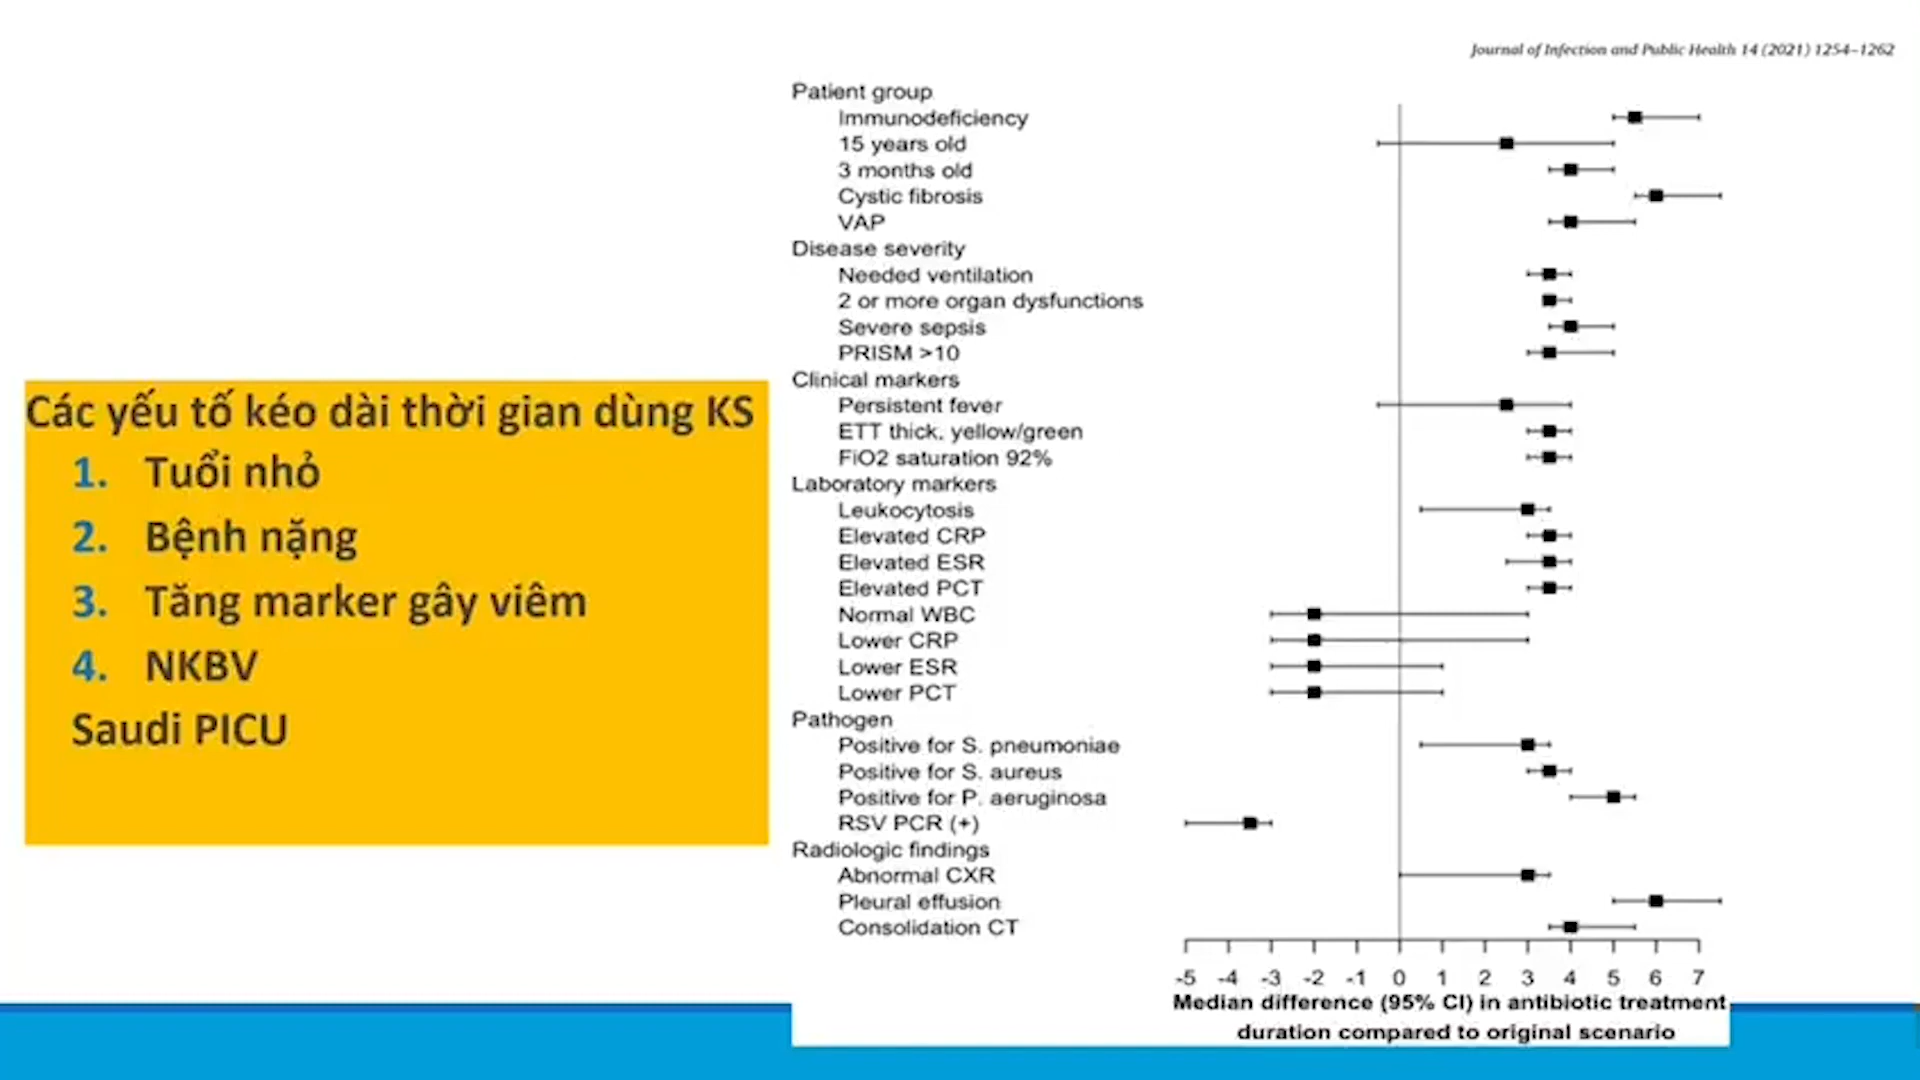 Journal of Infection and Public Health 14 (2021) 1254–1262
Các yếu tố kéo dài thời gian dùng KS
1. Tuổi nhỏ
2. Bệnh nặng
3. Tăng marker gây viêm
4. NKBV
Saudi PICU
Patient group
Immunodeficiency
15 years old
3 months old
Cystic fibrosis
VAP
Disease severity
Needed ventilation
2 or more organ dysfunctions
Severe sepsis
PRISM >10
Clinical markers
Persistent fever
ETT thick, yellow/green
FiO2 saturation 92%
Laboratory markers
Leukocytosis
Elevated CRP
Elevated ESR
Elevated PCT
Normal WBC
Lower CRP
Lower ESR
Lower PCT
Pathogen
Positive for S. pneumoniae
Positive for S. aureus
Positive for P. aeruginosa
RSV PCR (+)
Radiologic findings
Abnormal CXR
Pleural effusion
Consolidation CT
-5 -4 -3 -2 -1 0 1 2 3 4 5 6 7
Median difference (95% CI) in antibiotic treatment
duration compared to original scenario